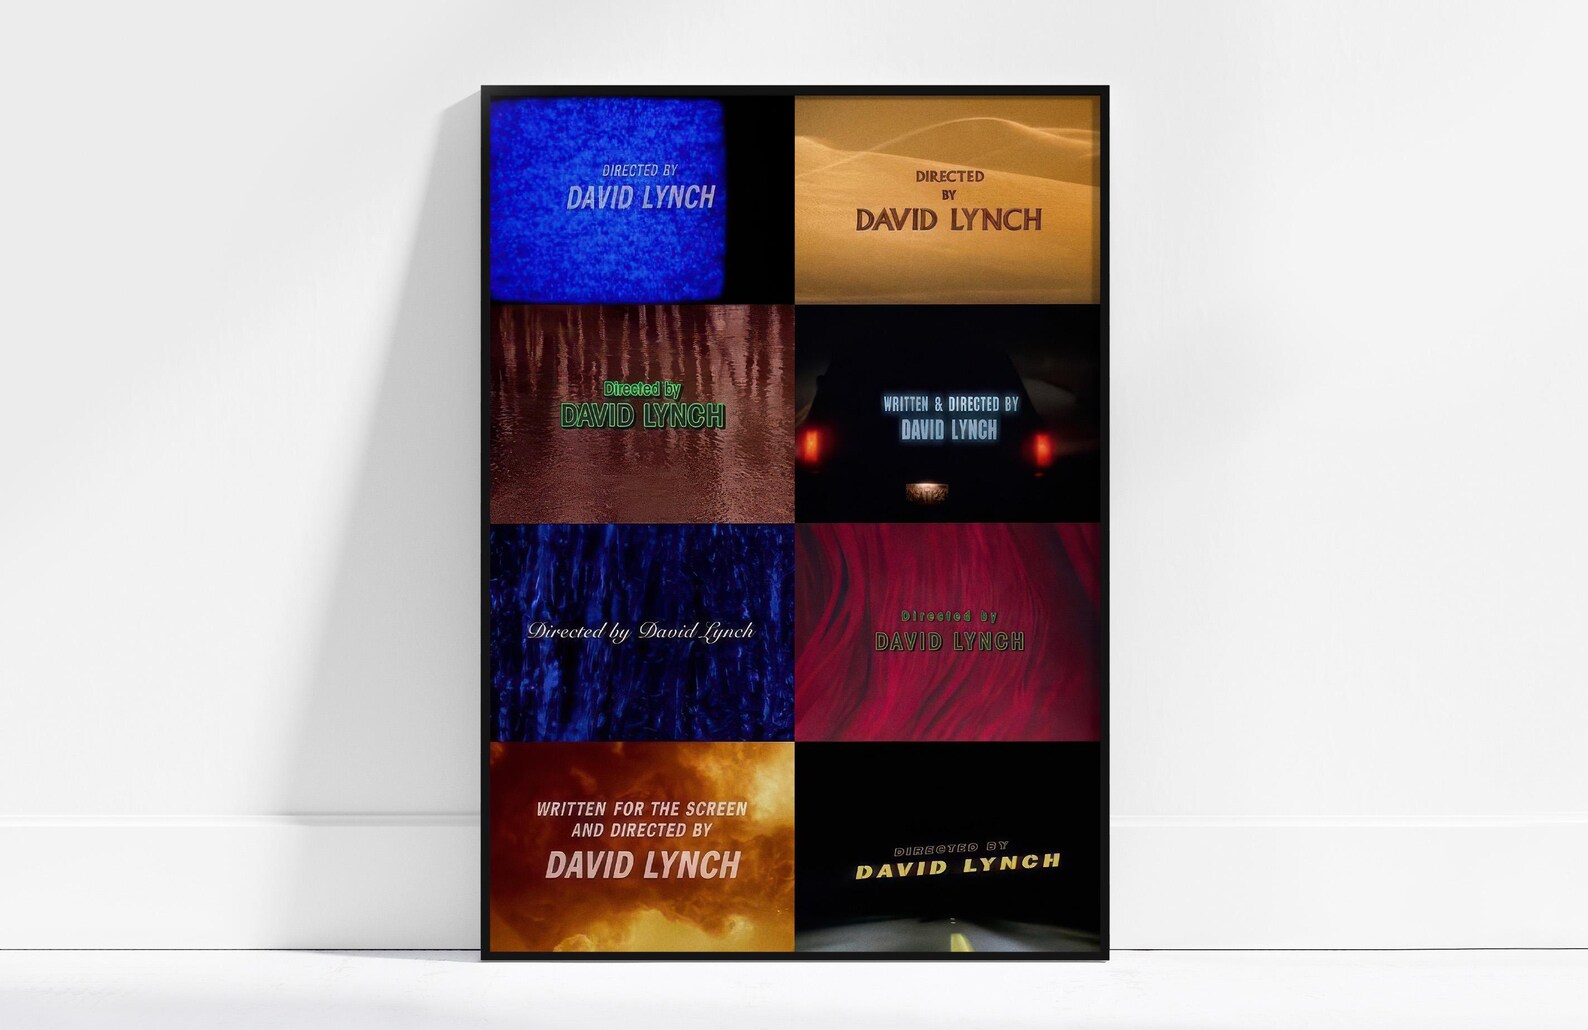 DIRECTED BY
DAVID LYNCH
DIRECTED
BY
DAVID LYNCH
Directed by
DAVID LYNCH
WRITTEN & DIRECTED BY
DAVID LYNCH
Directed by David Lynch
Directed by
DAVID LYNCH
WRITTEN FOR THE SCREEN
AND DIRECTED BY
DAVID LYNCH
DIRECTED BY
DAVID LYNCH